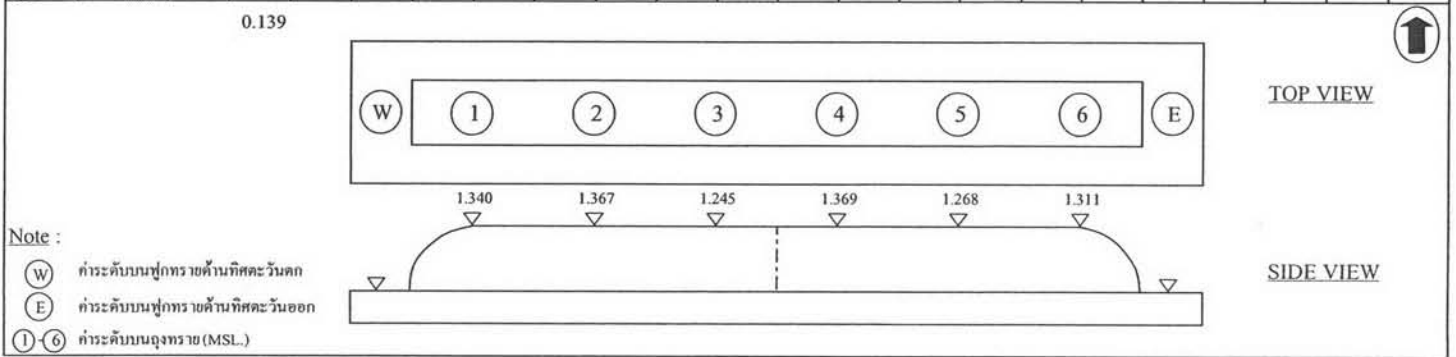 0.139
W 1 2 3 4 5 6 E
TOP VIEW
1.340 1.367 1.245 1.369 1.268 1.311
Note :
W ค่าระดับบนฟูกทรายด้านทิศตะวันตก
SIDE VIEW
E ค่าระดับบนฟูกทรายด้านทิศตะวันออก
1-6 ค่าระดับบนถุงทราย (MSL.)